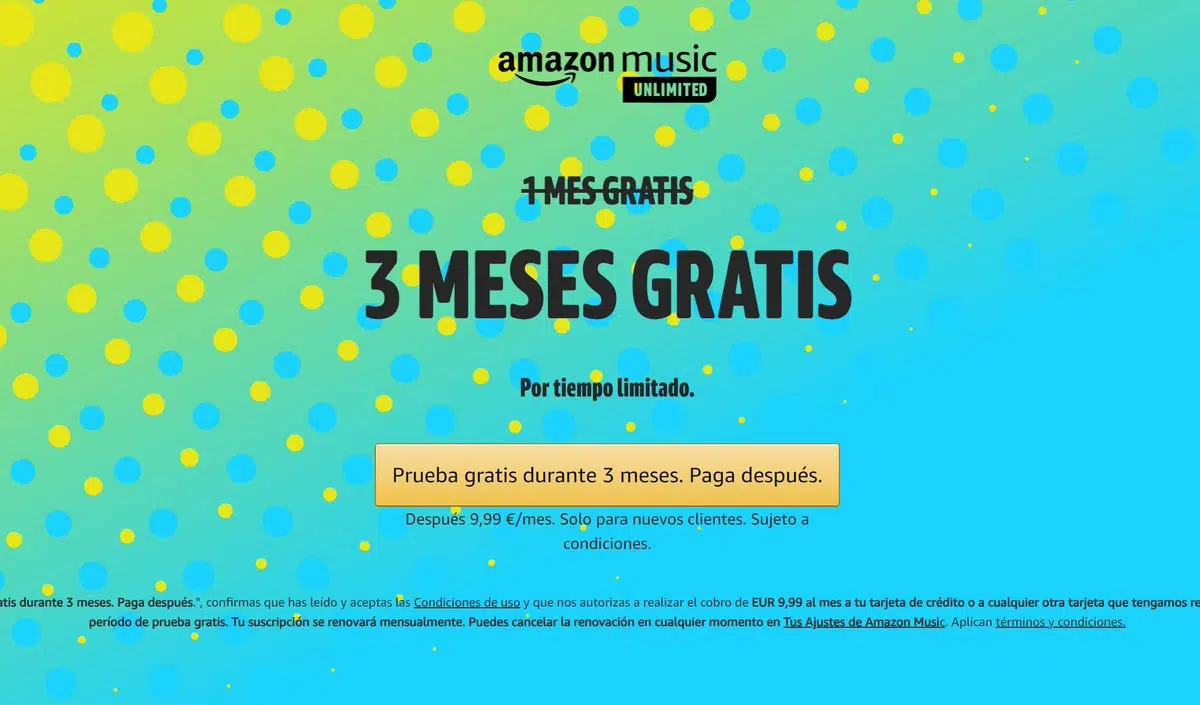 amazon music
UNLIMITED
1 MES GRATIS
3 MESES GRATIS
Por tiempo limitado.
Prueba gratis durante 3 meses. Paga después.
Después 9,99 €/mes. Solo para nuevos clientes. Sujeto a
condiciones.
durante 3 meses. Paga después.", confirmas que has leído y aceptas las Condiciones de uso y que nos autorizas a realizar el cobro de EUR 9,99 al mes a tu tarjeta de crédito o a cualquier otra tarjeta que tengamos
período de prueba gratis. Tu suscripción se renovará mensualmente. Puedes cancelar la renovación en cualquier momento en Tus Ajustes de Amazon Music. Aplican términos y condiciones.